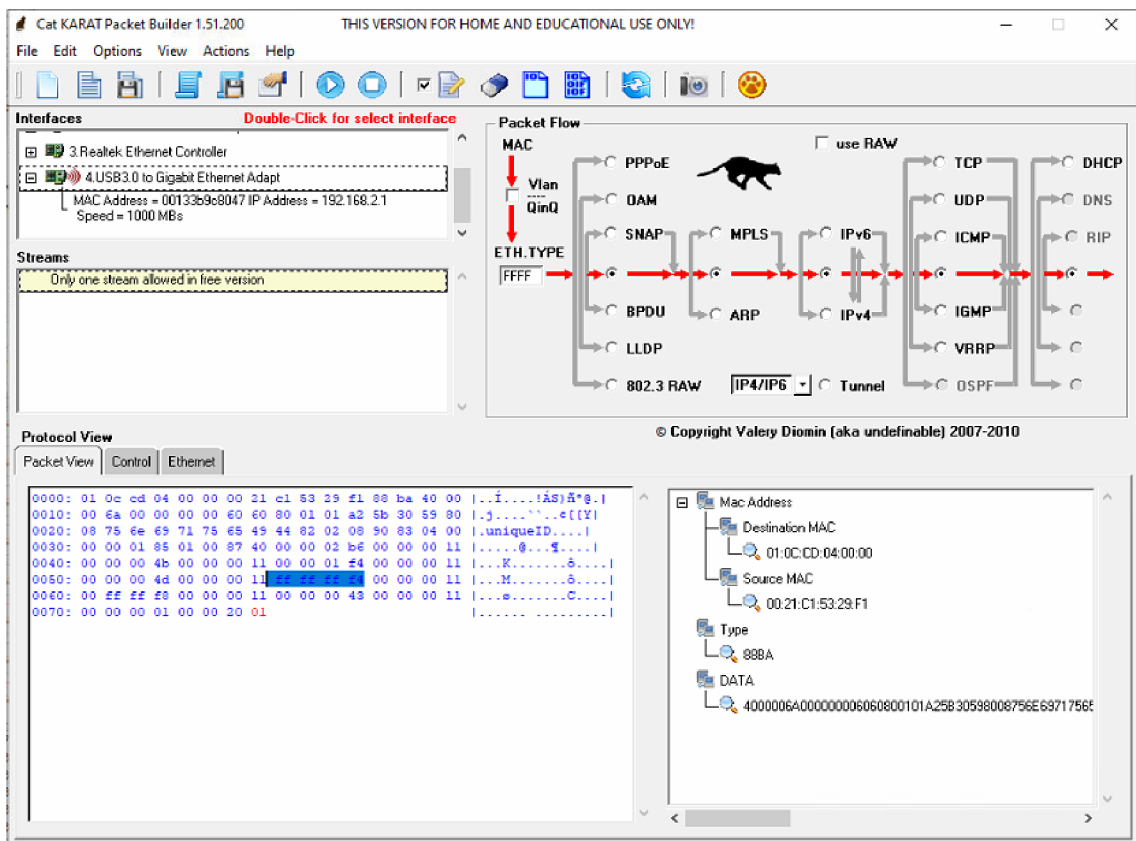 Cat KARAT Packet Builder 1.51.200 THIS VERSION FOR HOME AND EDUCATIONAL USE ONLY!
File Edit Options View Actions Help
Interfaces Double-Click for select interface
3.Realtek Ethernet Controller
4.USB3.0 to Gigabit Ethernet Adapt
MAC Address = 00133b9c8047 IP Address = 192.168.2.1
Speed = 1000 MBs
Streams
Only one stream allowed in free version
Packet Flow
MAC
use RAW
PPPoE TCP DHCP
Vlan
QinQ
OAM UDP DNS
SNAP MPLS IPv6 ICMP RIP
ETH.TYPE
FFFF
BPDU ARP IPv4 IGMP
LLDP VRRP
802.3 RAW IP4/IP6 Tunnel OSPF
© Copyright Valery Diomin (aka undefinable) 2007-2010
Protocol View
Packet View Control Ethernet
0000: 01 0c cd 04 00 00 00 21 c1 53 29 f1 88 ba 40 00 |..Í....!ÁS)ñ°@.|
0010: 00 6a 00 00 00 00 60 60 80 01 01 a2 5b 30 59 80 |.j....``..¢[[Y|
0020: 08 75 6e 69 71 75 65 49 44 82 02 08 90 83 04 00 |.uniqueID....|
0030: 00 00 01 85 01 00 87 40 00 00 02 b6 00 00 00 11 |.....@...¶....|
0040: 00 00 00 4b 00 00 00 11 00 00 01 f4 00 00 00 11 |...K.......ô....|
0050: 00 00 00 4d 00 00 00 11 ff ff ff f4 00 00 00 11 |...M.......ô....|
0060: 00 ff ff f8 00 00 00 11 00 00 00 43 00 00 00 11 |...ø.......C....|
0070: 00 00 00 01 00 00 20 01 |...... .........|
Mac Address
Destination MAC
01:0C:CD:04:00:00
Source MAC
00:21:C1:53:29:F1
Type
88BA
DATA
4000006A000000006060800101A25B30598008756E69717565